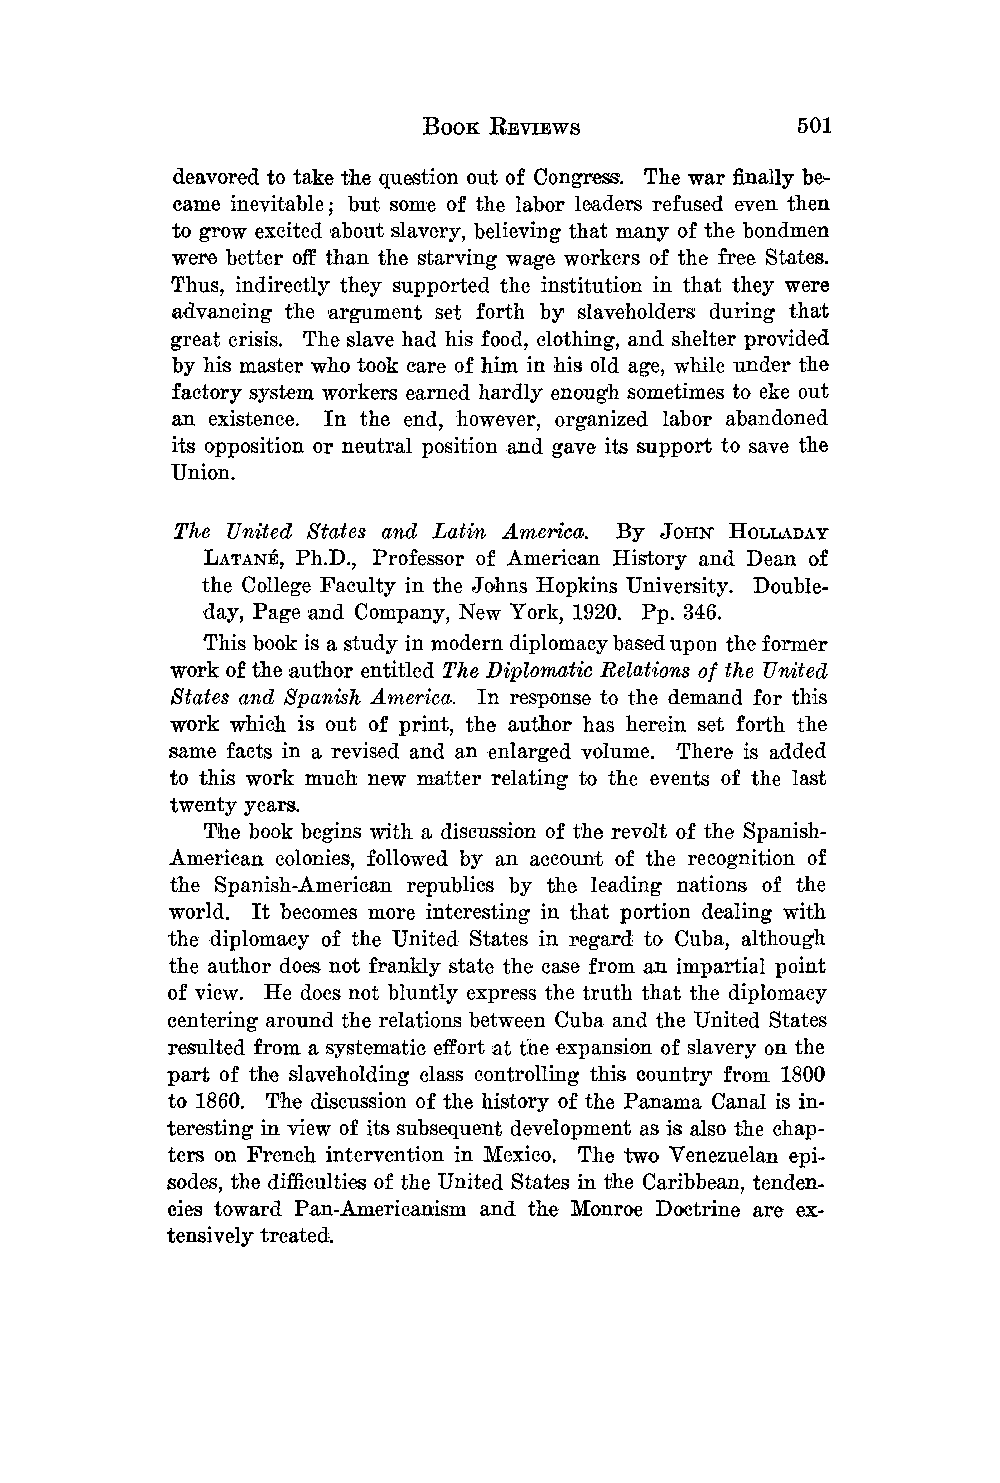 BOOK REVIEWS 501
deavored to take the question out of Congress. The war finally be-
came inevitable; but some of the labor leaders refused even then
to grow excited about slavery, believing that many of the bondmen
were better off than the starving wage workers of the free States.
Thus, indirectly they supported the institution in that they were
advancing the argument set forth by slaveholders during that
great crisis. The slave had his food, clothing, and shelter provided
by his master who took care of him in his old age, while under the
factory system workers earned hardly enough sometimes to eke out
an existence. In the end, however, organized labor abandoned
its opposition or neutral position and gave its support to save the
Union.
The United States and Latin America. By JOHN HOLLADAY
LATANÉ, Ph.D., Professor of American History and Dean of
the College Faculty in the Johns Hopkins University. Double-
day, Page and Company, New York, 1920. Pp. 346.
This book is a study in modern diplomacy based upon the former
work of the author entitled The Diplomatic Relations of the United
States and Spanish America. In response to the demand for this
work which is out of print, the author has herein set forth the
same facts in a revised and an enlarged volume. There is added
to this work much new matter relating to the events of the last
twenty years.
The book begins with a discussion of the revolt of the Spanish-
American colonies, followed by an account of the recognition of
the Spanish-American republics by the leading nations of the
world. It becomes more interesting in that portion dealing with
the diplomacy of the United States in regard to Cuba, although
the author does not frankly state the case from an impartial point
of view. He does not bluntly express the truth that the diplomacy
centering around the relations between Cuba and the United States
resulted from a systematic effort at the expansion of slavery on the
part of the slaveholding class controlling this country from 1800
to 1860. The discussion of the history of the Panama Canal is in-
teresting in view of its subsequent development as is also the chap-
ters on French intervention in Mexico. The two Venezuelan epi-
sodes, the difficulties of the United States in the Caribbean, tenden-
cies toward Pan-Americanism and the Monroe Doctrine are ex-
tensively treated.